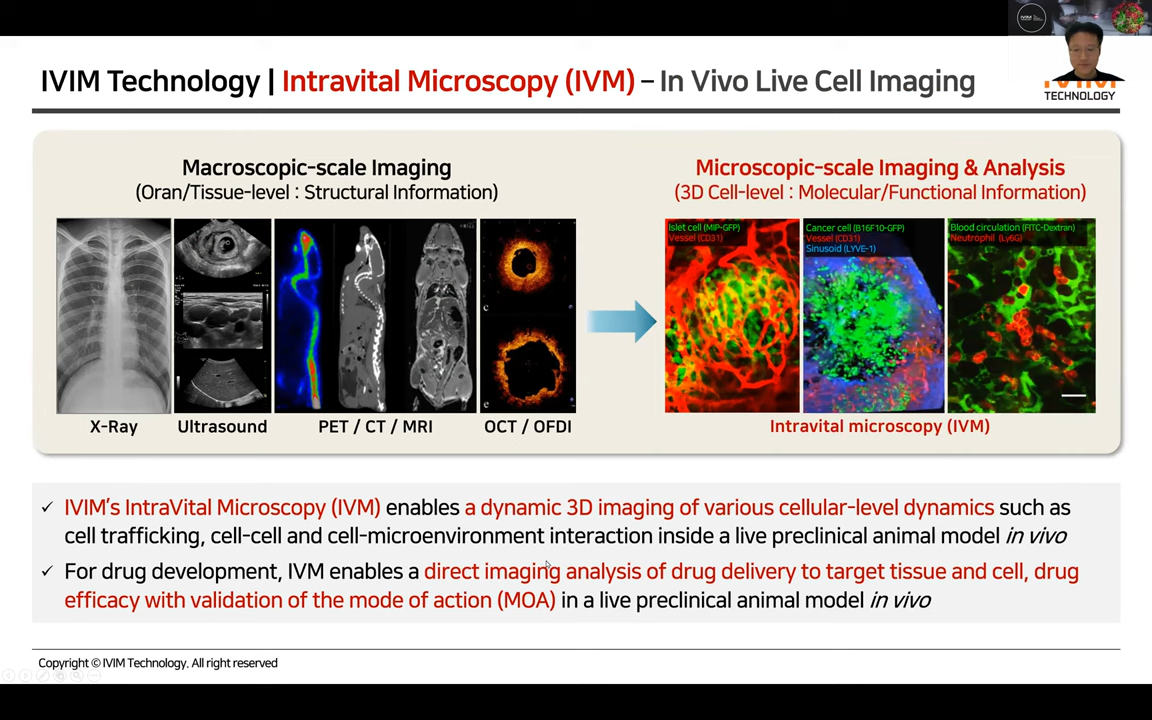 IVIM Technology | Intravital Microscopy (IVM) – In Vivo Live Cell Imaging
TECHNOLOGY
Macroscopic-scale Imaging
(Oran/Tissue-level : Structural Information)
Microscopic-scale Imaging & Analysis
(3D Cell-level : Molecular/Functional Information)
Islet cell (MIP-GFP)
Vessel (CD31)
Cancer cell (B16F10-GFP)
Vessel (CD31)
Sinusoid (LYVE-1)
Blood circulation (FITC-Dextran)
Neutrophil (Ly6G)
X-Ray
Ultrasound
PET / CT / MRI
OCT / OFDI
Intravital microscopy (IVM)
✓ IVIM’s IntraVital Microscopy (IVM) enables a dynamic 3D imaging of various cellular-level dynamics such as
cell trafficking, cell-cell and cell-microenvironment interaction inside a live preclinical animal model in vivo
✓ For drug development, IVM enables a direct imaging analysis of drug delivery to target tissue and cell, drug
efficacy with validation of the mode of action (MOA) in a live preclinical animal model in vivo
Copyright © IVIM Technology. All right reserved